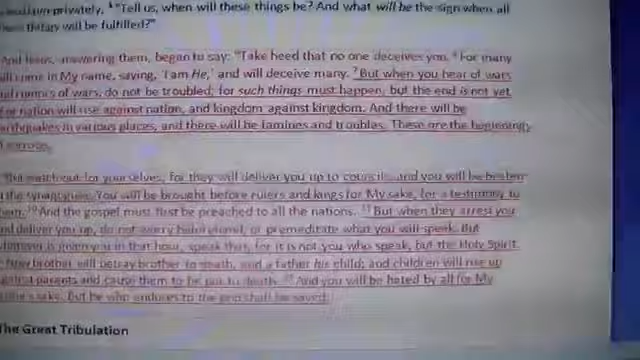 privately, "Tell us, when will these things be? And what will be the sign when all
these things will be fulfilled?"
And Jesus, answering them, began to say: "Take heed that no one deceives you. 6 For many
will come in My name, saying, 'I am He,' and will deceive many. 7 But when you hear of wars
and rumors of wars, do not be troubled; for such things must happen, but the end is not yet.
For nation will rise against nation, and kingdom against kingdom. And there will be
earthquakes in various places, and there will be famines and troubles. These are the beginnings
of sorrows.
But watch out for yourselves, for they will deliver you up to councils, and you will be beaten
in the synagogues. You will be brought before rulers and kings for My sake, for a testimony to
them. 10 And the gospel must first be preached to all the nations. 11 But when they arrest you
and deliver you up, do not worry beforehand, or premeditate what you will speak. But
whatever is given you in that hour, speak that; for it is not you who speak, but the Holy Spirit.
Now brother will betray brother to death, and a father his child; and children will rise up
against parents and cause them to be put to death. 13 And you will be hated by all for My
name's sake. But he who endures to the end shall be saved.
The Great Tribulation